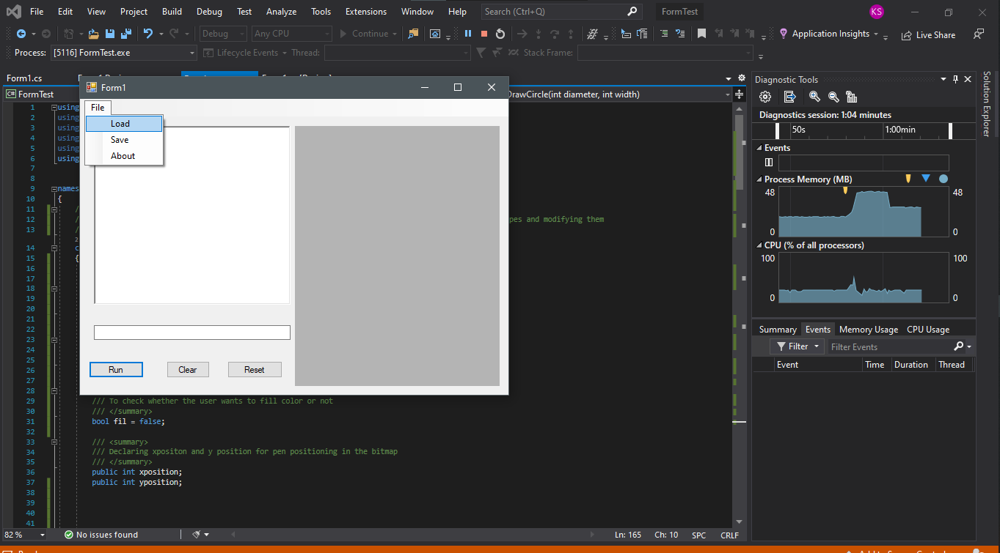 File Edit View Project Build Debug Test Analyze Tools Extensions Window Help Search (Ctrl+Q) FormTest KS
Debug Any CPU Continue Application Insights Live Share
Process: [5116] FormTest.exe Lifecycle Events Thread: Stack Frame:
Form1.cs
C# FormTest DrawCircle(int diameter, int width)
Form1
File
Load
Save
About
Run Clear Reset
1 using
2 using
3 using
4 using
5 using
6 using
7
8
9 names
10 {
11 /
12 / pes and modifying them
13 /
14 c
15 {
16
17
18
19
20
21
22
23
24
25
26
27
28
29 /// To check whether the user wants to fill color or not
30 /// </summary>
31 bool fil = false;
32
33 /// <summary>
34 /// Declaring xpositon and y position for pen positioning in the bitmap
35 /// </summary>
36 public int xposition;
37 public int yposition;
38
39
40
41
82 % No issues found Ln: 165 Ch: 10 SPC CRLF
Diagnostic Tools
Diagnostics session: 1:04 minutes
50s 1:00min
Events
Process Memory (MB)
48 48
0 0
CPU (% of all processors)
100 100
0 0
Summary Events Memory Usage CPU Usage
Filter Filter Events
Event Time Duration Thread
Solution Explorer